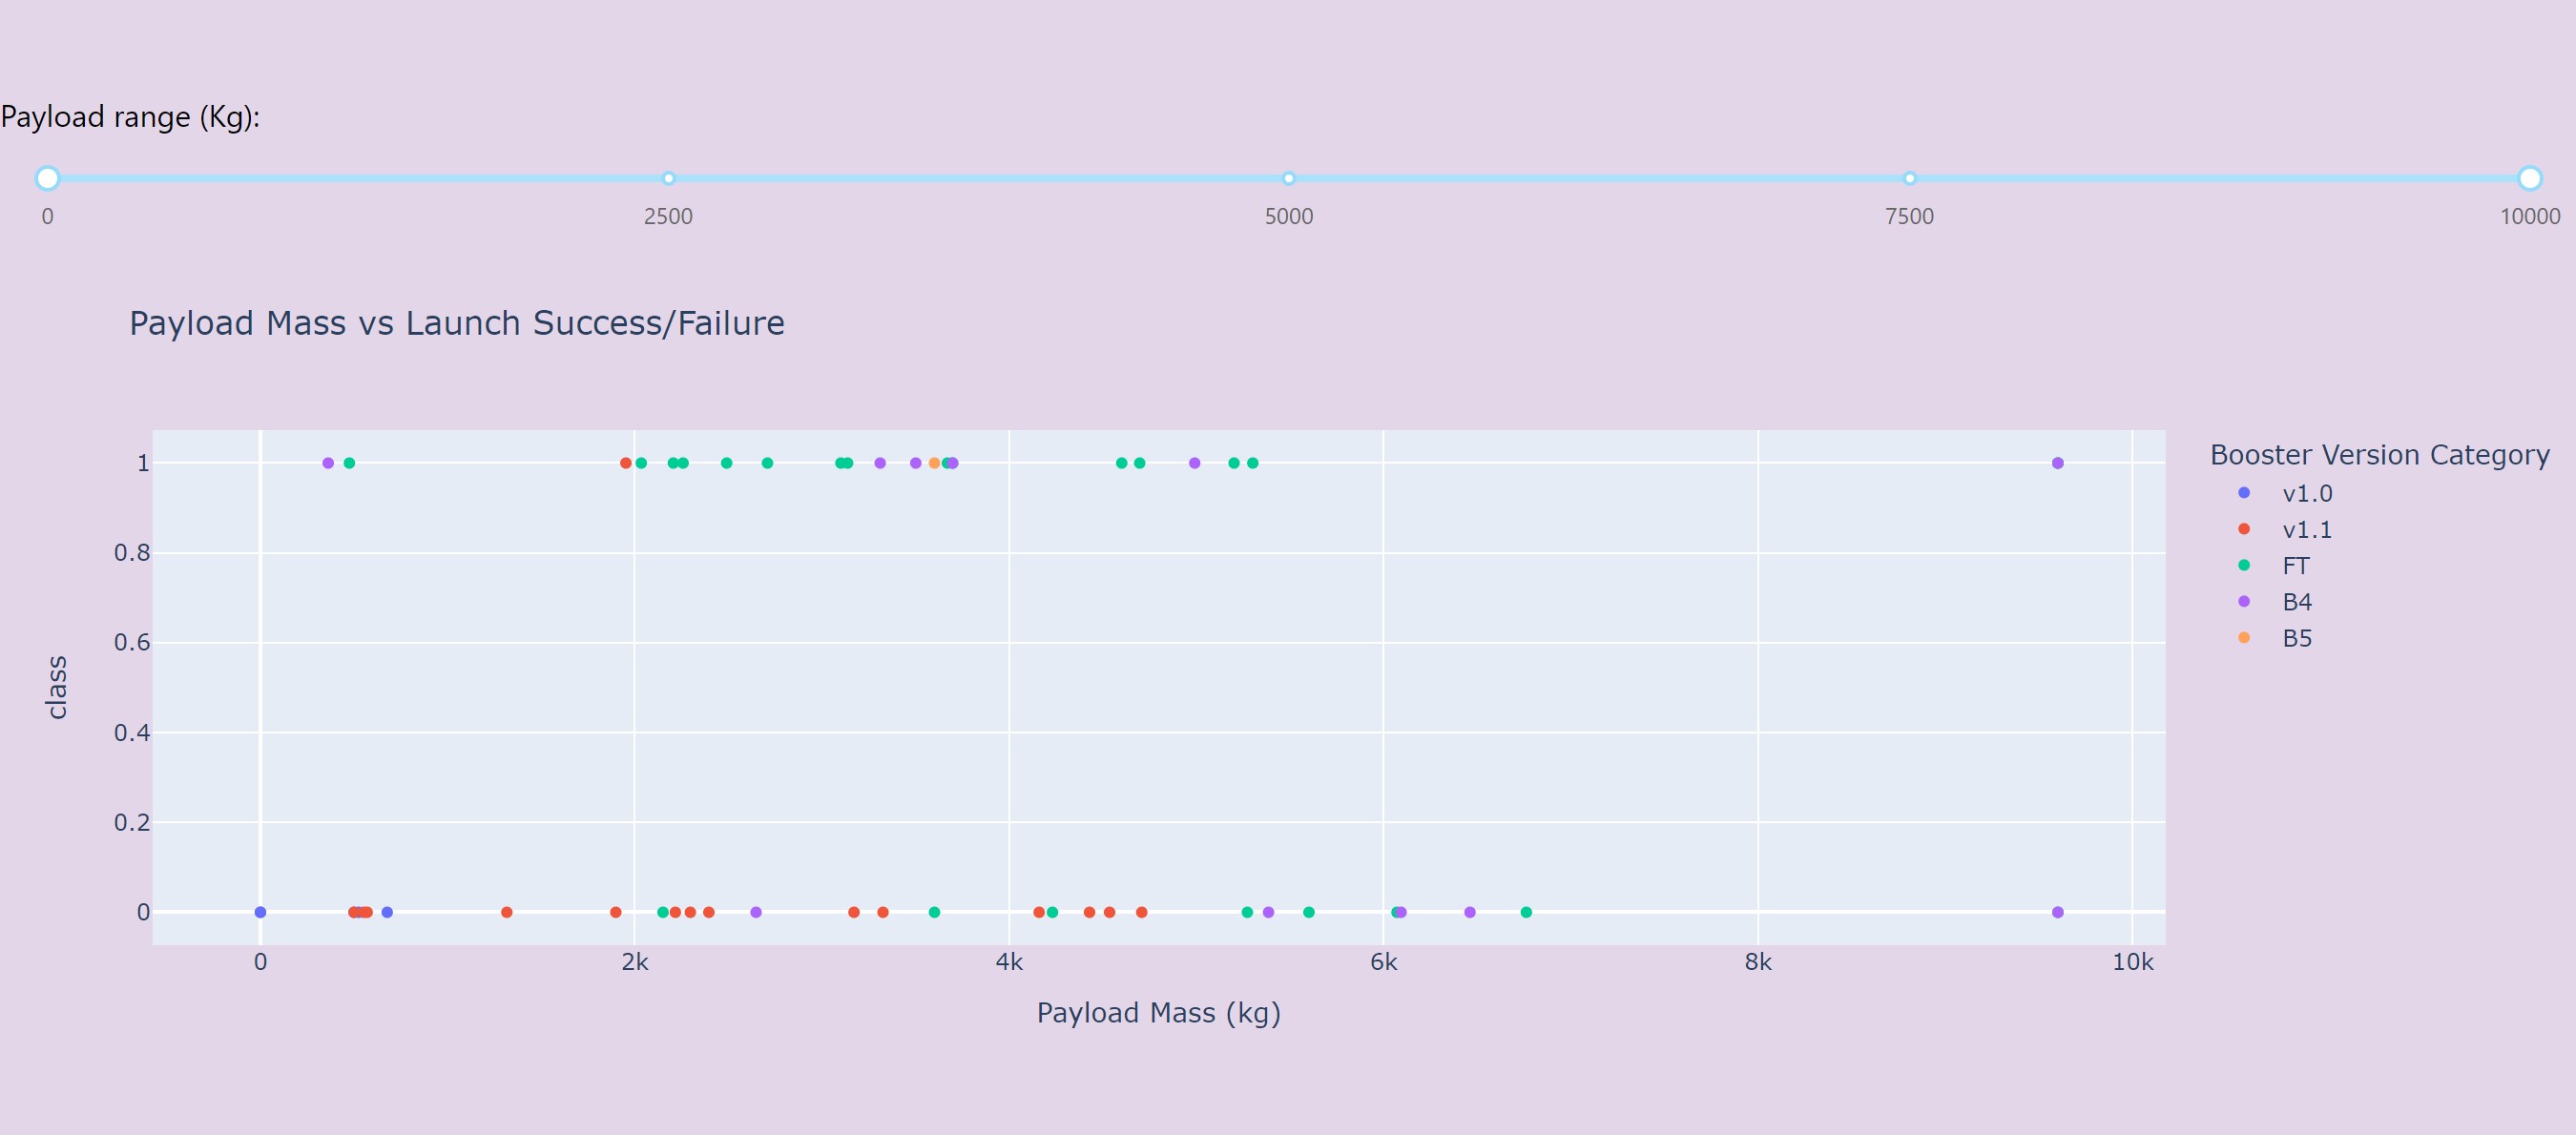 Payload range (Kg):
0 2500 5000 7500 10000
Payload Mass vs Launch Success/Failure
Booster Version Category
v1.0
v1.1
FT
B4
B5
1
0.8
0.6
0.4
0.2
0
class
0 2k 4k 6k 8k 10k
Payload Mass (kg)